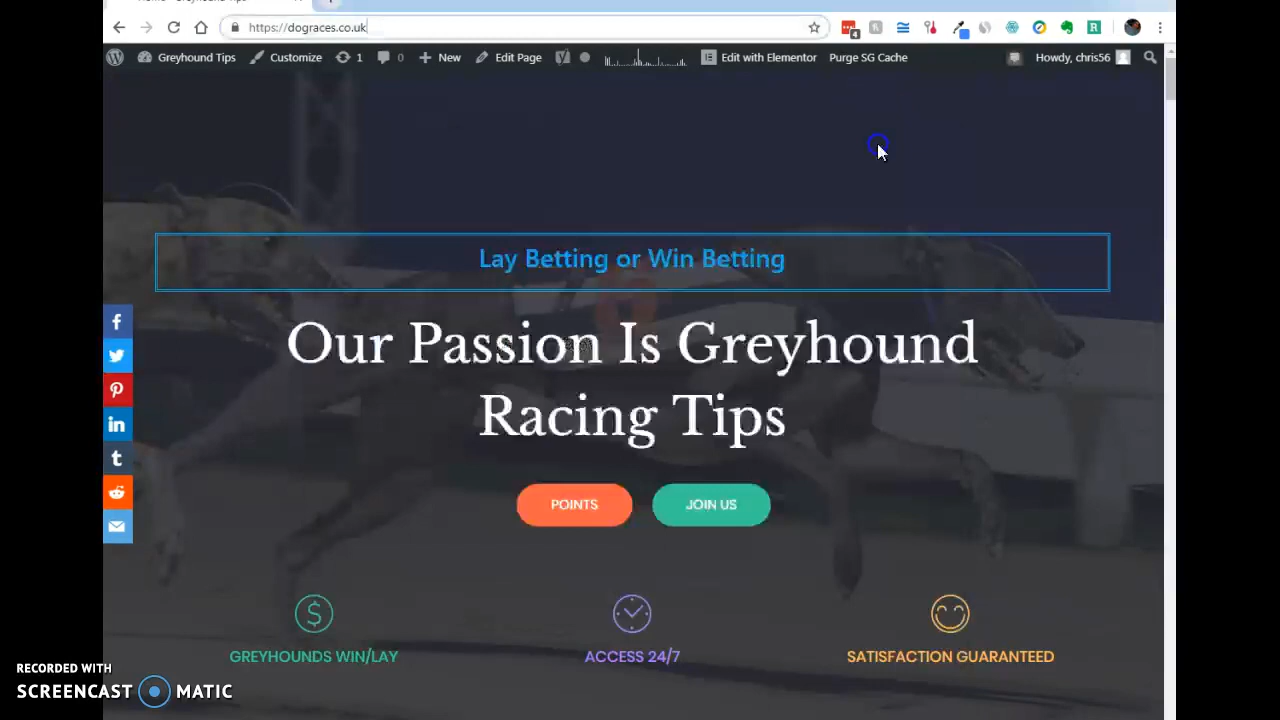 https://dograces.co.uk
4
Greyhound Tips
Customize
1
0
New
Edit Page
Edit with Elementor
Purge SG Cache
Howdy, chris56
Lay Betting or Win Betting
Our Passion Is Greyhound
Racing Tips
POINTS
JOIN US
GREYHOUNDS WIN/LAY
ACCESS 24/7
SATISFACTION GUARANTEED
RECORDED WITH
SCREENCAST MATIC